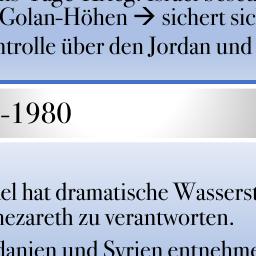 Golan-Höhen → sichert sic
ntrolle über den Jordan und
-1980
el hat dramatische Wasserst
nezareth zu verantworten.
danien und Syrien entnehme